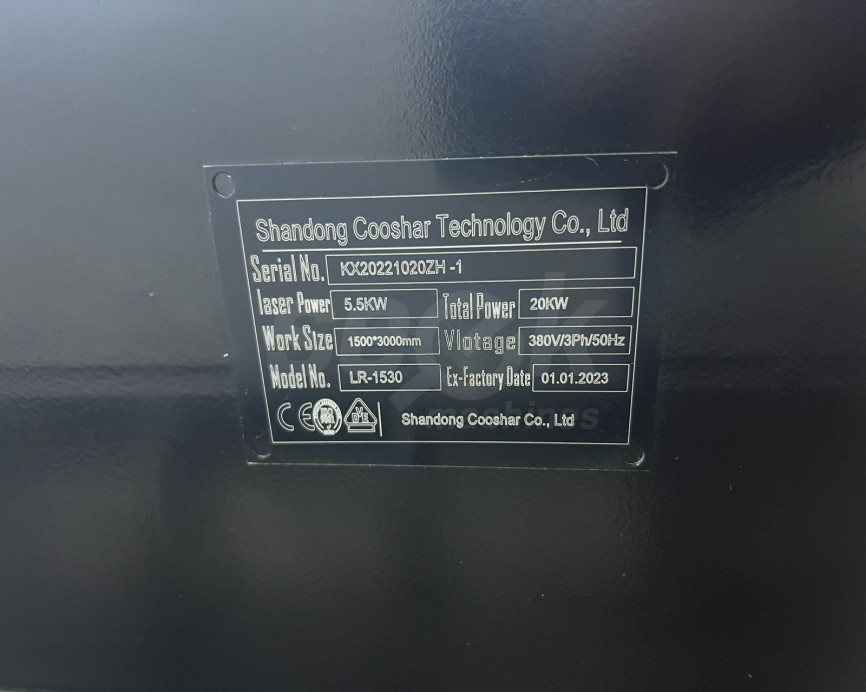 Shandong Cooshar Technology Co., Ltd
Serial No. KX20221020ZH -1
laser Power 5.5KW Total Power 20KW
Work Size 1500*3000mm Vlotage 380V/3Ph/50Hz
Model No. LR-1530 Ex-Factory Date 01.01.2023
CE Shandong Cooshar Co., Ltd
machines